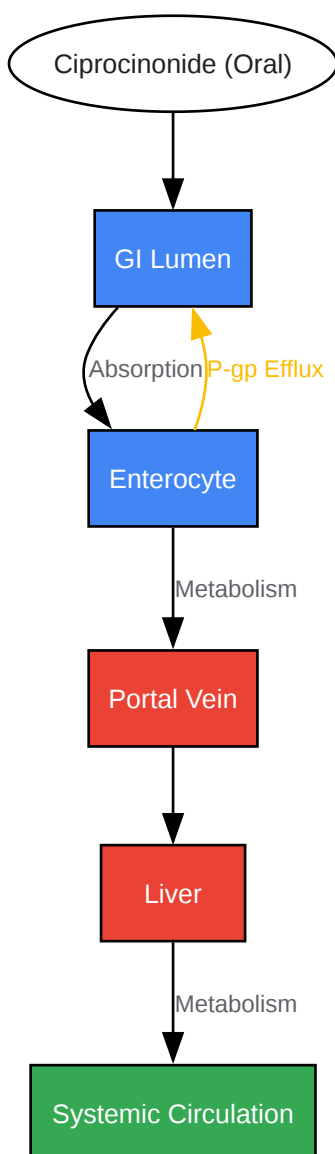 Ciprocinonide (Oral)
GI Lumen
Absorption
P-gp Efflux
Enterocyte
Metabolism
Portal Vein
Liver
Metabolism
Systemic Circulation